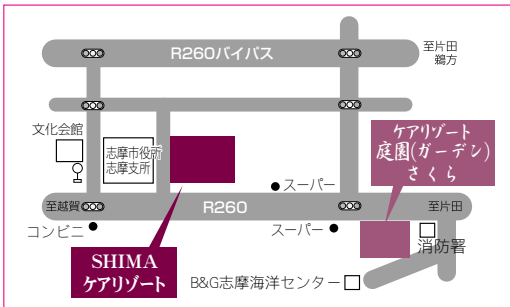 R260バイパス
至片田
鵜方
文化会館
志摩市役所
志摩支所
ケアリゾート
庭園(ガーデン)
さくら
スーパー
至越賀
R260
至片田
コンビニ
スーパー
消防署
SHIMA
ケアリゾート
B&G志摩海洋センター